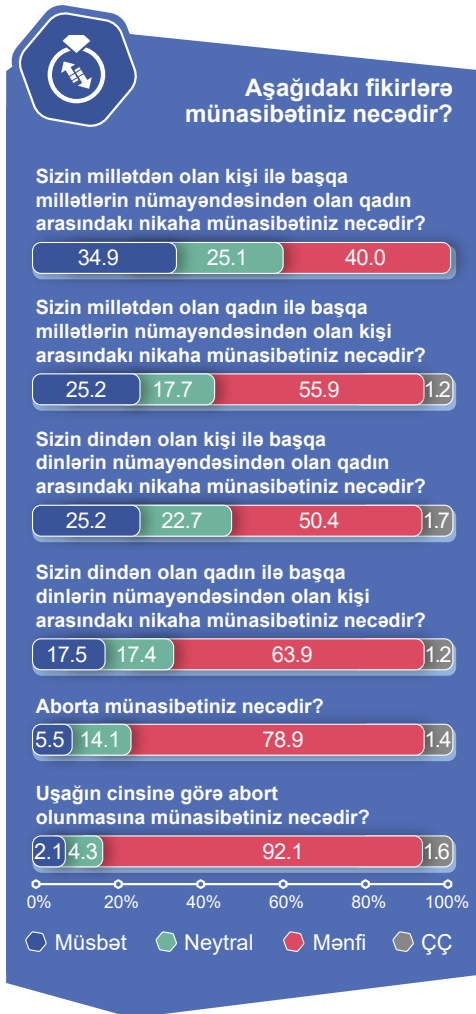 Aşağıdakı fikirlərə
münasibətiniz necədir?
Sizin millətdən olan kişi ilə başqa
millətlərin nümayəndəsindən olan qadın
arasındakı nikaha münasibətiniz necədir?
34.9 25.1 40.0
Sizin millətdən olan qadın ilə başqa
millətlərin nümayəndəsindən olan kişi
arasındakı nikaha münasibətiniz necədir?
25.2 17.7 55.9 1.2
Sizin dindən olan kişi ilə başqa
dinlərin nümayəndəsindən olan qadın
arasındakı nikaha münasibətiniz necədir?
25.2 22.7 50.4 1.7
Sizin dindən olan qadın ilə başqa
dinlərin nümayəndəsindən olan kişi
arasındakı nikaha münasibətiniz necədir?
17.5 17.4 63.9 1.2
Aborta münasibətiniz necədir?
5.5 14.1 78.9 1.4
Uşağın cinsinə görə abort
olunmasına münasibətiniz necədir?
2.1 4.3 92.1 1.6
0% 20% 40% 60% 80% 100%
Müsbət Neytral Mənfi ÇÇ